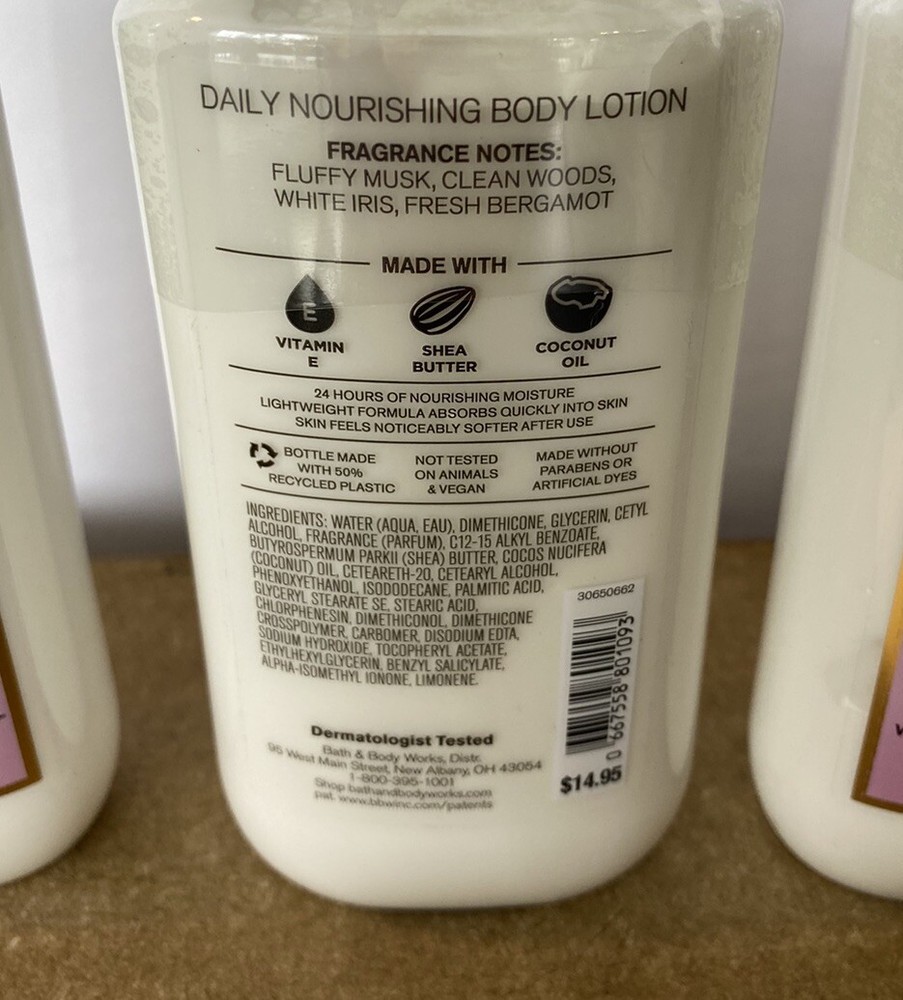 DAILY NOURISHING BODY LOTION
FRAGRANCE NOTES:
FLUFFY MUSK, CLEAN WOODS,
WHITE IRIS, FRESH BERGAMOT
MADE WITH
E
VITAMIN
E
SHEA
BUTTER
COCONUT
OIL
24 HOURS OF NOURISHING MOISTURE
LIGHTWEIGHT FORMULA ABSORBS QUICKLY INTO SKIN
SKIN FEELS NOTICEABLY SOFTER AFTER USE
BOTTLE MADE
WITH 50%
RECYCLED PLASTIC
NOT TESTED
ON ANIMALS
& VEGAN
MADE WITHOUT
PARABENS OR
ARTIFICIAL DYES
INGREDIENTS: WATER (AQUA, EAU), DIMETHICONE, GLYCERIN, CETYL
ALCOHOL, FRAGRANCE (PARFUM), C12-15 ALKYL BENZOATE,
BUTYROSPERMUM PARKII (SHEA) BUTTER, COCOS NUCIFERA
(COCONUT) OIL, CETEARETH-20, CETEARYL ALCOHOL,
PHENOXYETHANOL, ISODODECANE, PALMITIC ACID,
GLYCERYL STEARATE SE, STEARIC ACID,
CHLORPHENESIN, DIMETHICONOL, DIMETHICONE
CROSSPOLYMER, CARBOMER, DISODIUM EDTA,
SODIUM HYDROXIDE, TOCOPHERYL ACETATE,
ETHYLHEXYLGLYCERIN, BENZYL SALICYLATE,
ALPHA-ISOMETHYL IONONE, LIMONENE.
30650662
0 667558 801093
$14.95
Dermatologist Tested
Bath & Body Works, Distr.
95 West Main Street, New Albany, OH 43054
1-800-395-1001
Shop bathandbodyworks.com
pat. www.bbwinc.com/patents